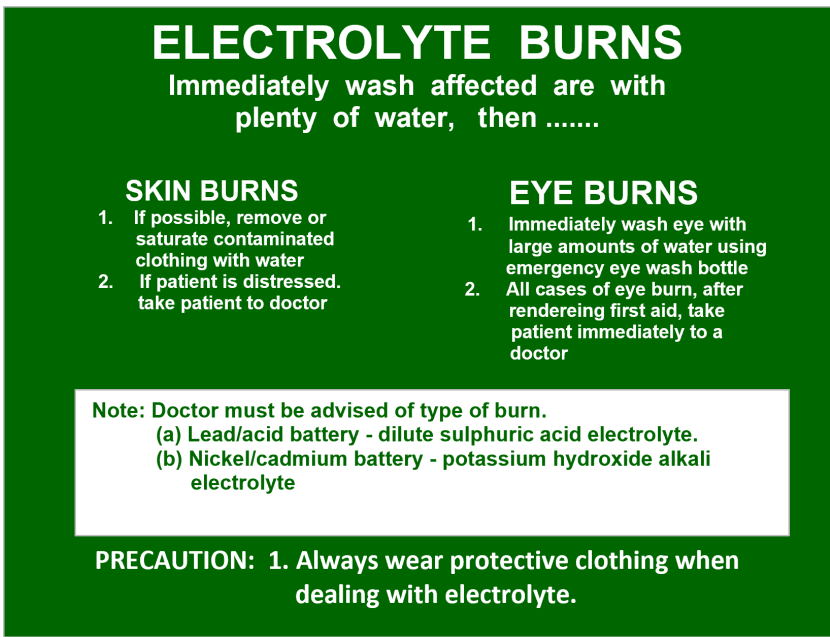 ELECTROLYTE BURNS
Immediately wash affected are with
plenty of water, then .......
SKIN BURNS
1. If possible, remove or
saturate contaminated
clothing with water
2. If patient is distressed.
take patient to doctor
EYE BURNS
1. Immediately wash eye with
large amounts of water using
emergency eye wash bottle
2. All cases of eye burn, after
rendereing first aid, take
patient immediately to a
doctor
Note: Doctor must be advised of type of burn.
(a) Lead/acid battery - dilute sulphuric acid electrolyte.
(b) Nickel/cadmium battery - potassium hydroxide alkali
electrolyte
PRECAUTION: 1. Always wear protective clothing when
dealing with electrolyte.